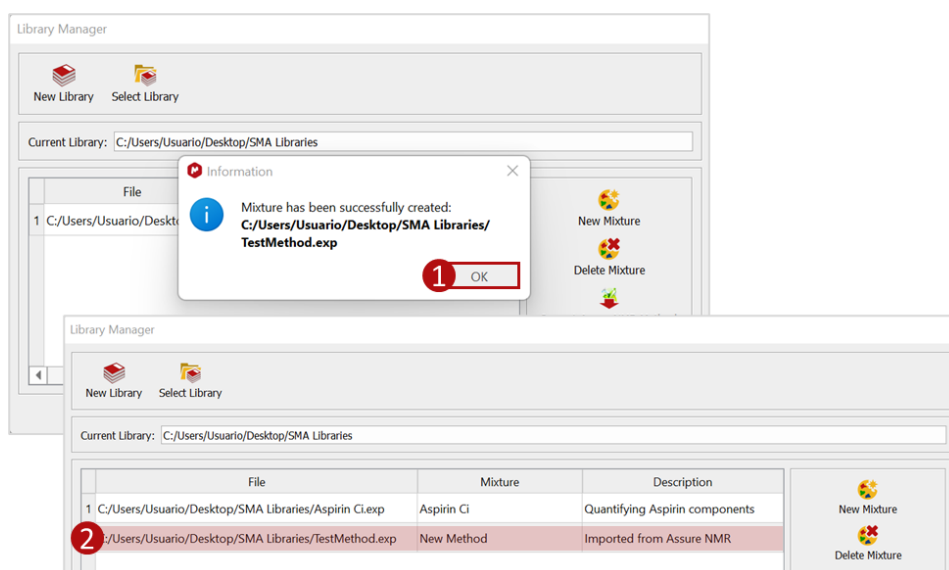 Library Manager
New Library Select Library
Current Library: C:/Users/Usuario/Desktop/SMA Libraries
Information
File
Mixture has been successfully created:
1 C:/Users/Usuario/Deskt
C:/Users/Usuario/Desktop/SMA Libraries/
TestMethod.exp
1 OK
New Mixture
Delete Mixture
Library Manager
New Library Select Library
Current Library: C:/Users/Usuario/Desktop/SMA Libraries
File Mixture Description
1 C:/Users/Usuario/Desktop/SMA Libraries/Aspirin Ci.exp Aspirin Ci Quantifying Aspirin components
2 :/Users/Usuario/Desktop/SMA Libraries/TestMethod.exp New Method Imported from Assure NMR
New Mixture
Delete Mixture